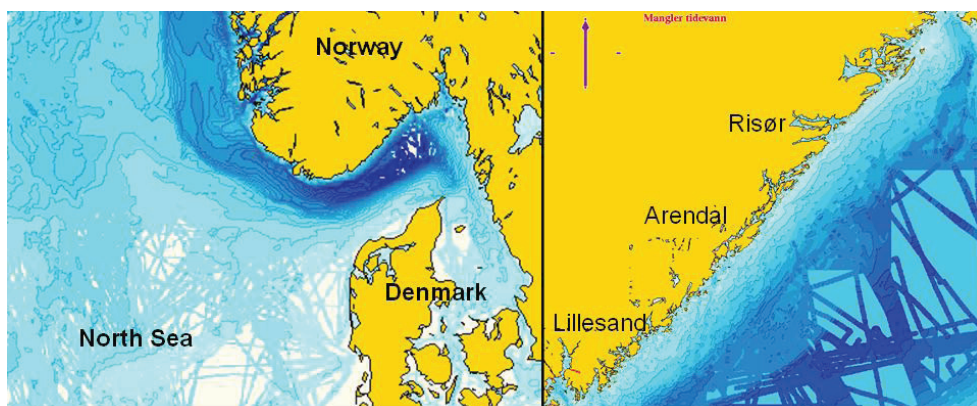 Norway
Denmark
North Sea
Mangler tidevann
Risør
Arendal
Lillesand